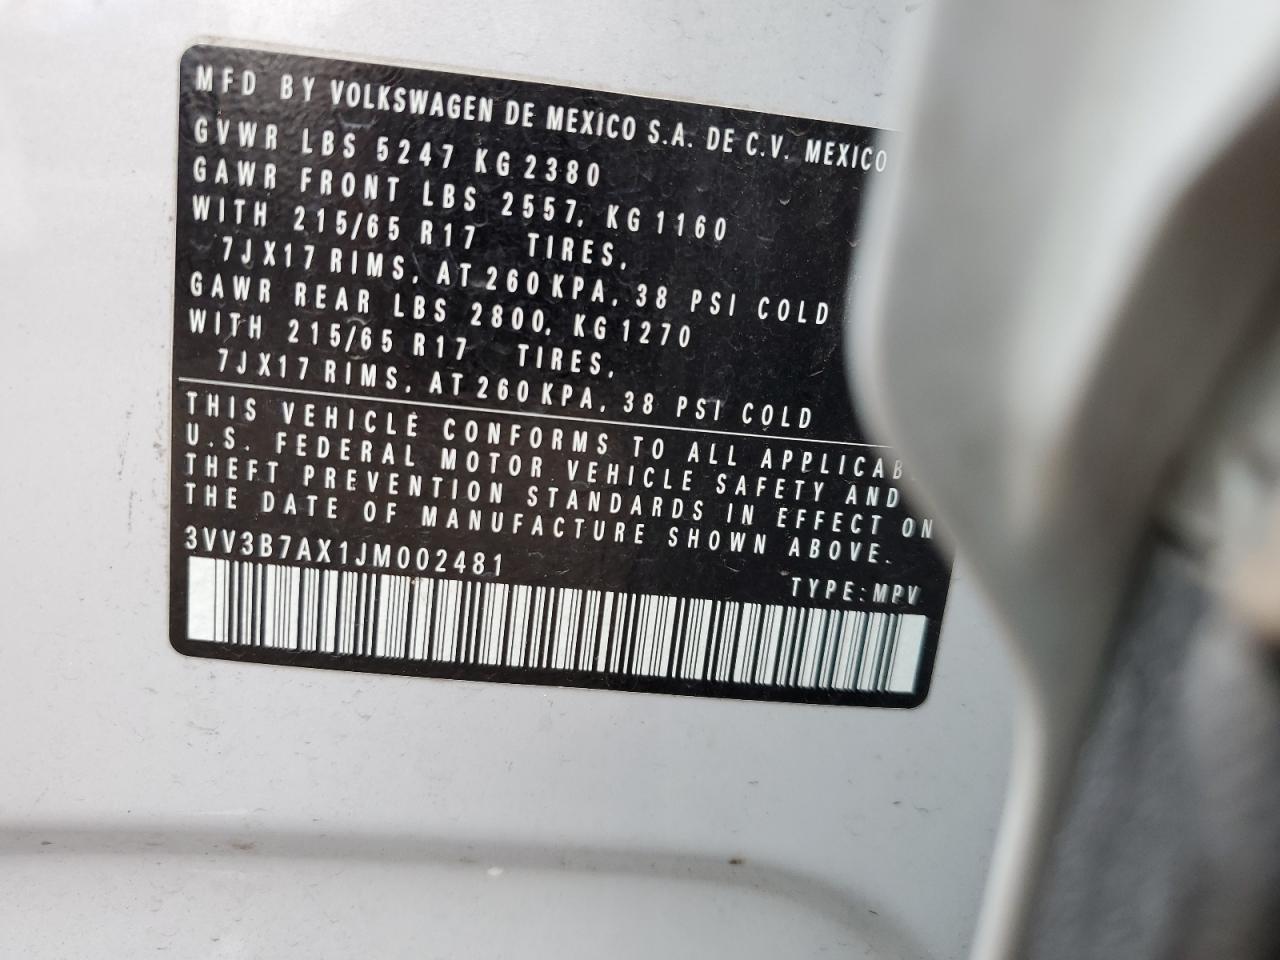 MFD BY VOLKSWAGEN DE MEXICO S.A. DE C.V. MEXICO
GVWR LBS 5247 KG 2380
GAWR FRONT LBS 2557, KG 1160
WITH 215/65 R17 TIRES,
7JX17 RIMS, AT 260 KPA, 38 PSI COLD
GAWR REAR LBS 2800, KG 1270
WITH 215/65 R17 TIRES,
7JX17 RIMS, AT 260 KPA, 38 PSI COLD
THIS VEHICLE CONFORMS TO ALL
U.S. FEDERAL MOTOR VEHICLE SAFETY AND
THEFT PREVENTION STANDARDS IN EFFECT ON
THE DATE OF MANUFACTURE SHOWN ABOVE.
3VV3B7AX1JM002481
TYPE: MPV